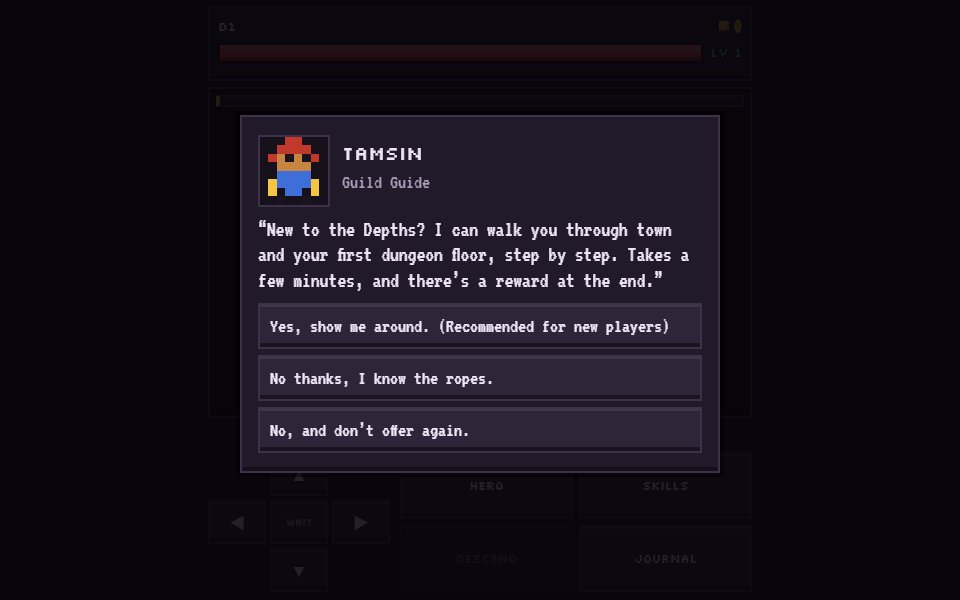 D1
LV 1
TAMSIN
Guild Guide
“New to the Depths? I can walk you through town
and your first dungeon floor, step by step. Takes a
few minutes, and there’s a reward at the end.”
Yes, show me around. (Recommended for new players)
No thanks, I know the ropes.
No, and don’t offer again.
HERO
SKILLS
WAIT
DESCEND
JOURNAL